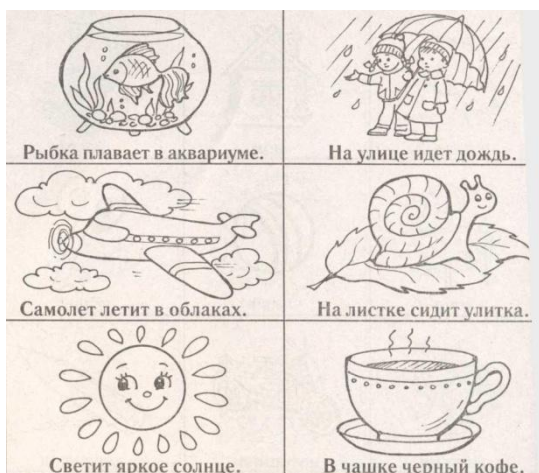 Рыбка плавает в аквариуме.
На улице идет дождь.
Самолет летит в облаках.
На листке сидит улитка.
Светит яркое солнце.
В чашке черный кофе.